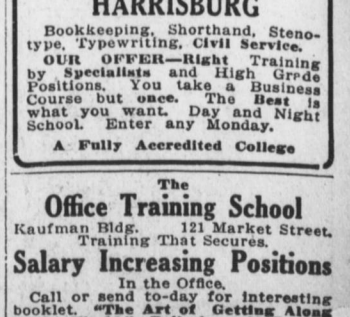 HARRISBURG
Bookkeeping, Shorthand, Steno-
type, Typewriting, Civil Service.
OUR OFFER—Right Training
by Specialists and High Grade
Positions. You take a Business
Course but once. The Best is
what you want. Day and Night
School. Enter any Monday.
A Fully Accredited College
The
Office Training School
Kaufman Bldg. 121 Market Street.
Training That Secures.
Salary Increasing Positions
In the Office.
Call or send to-day for interesting
booklet. "The Art of Getting Along